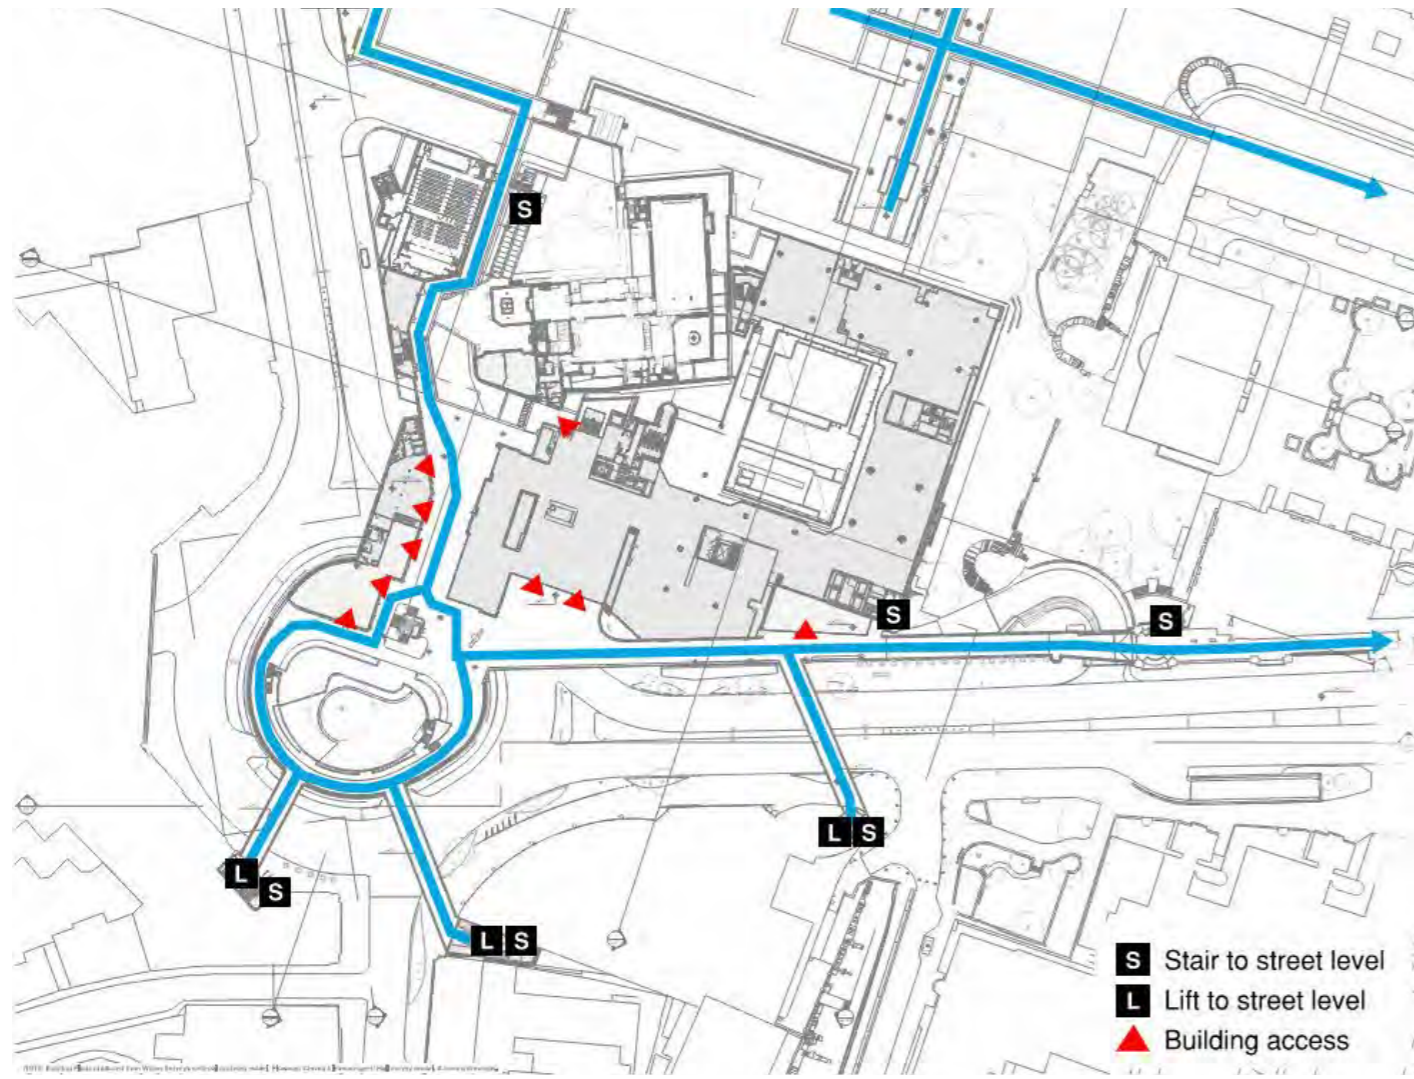 S
S
S
L S
L
S
L S
S Stair to street level
L Lift to street level
Building access